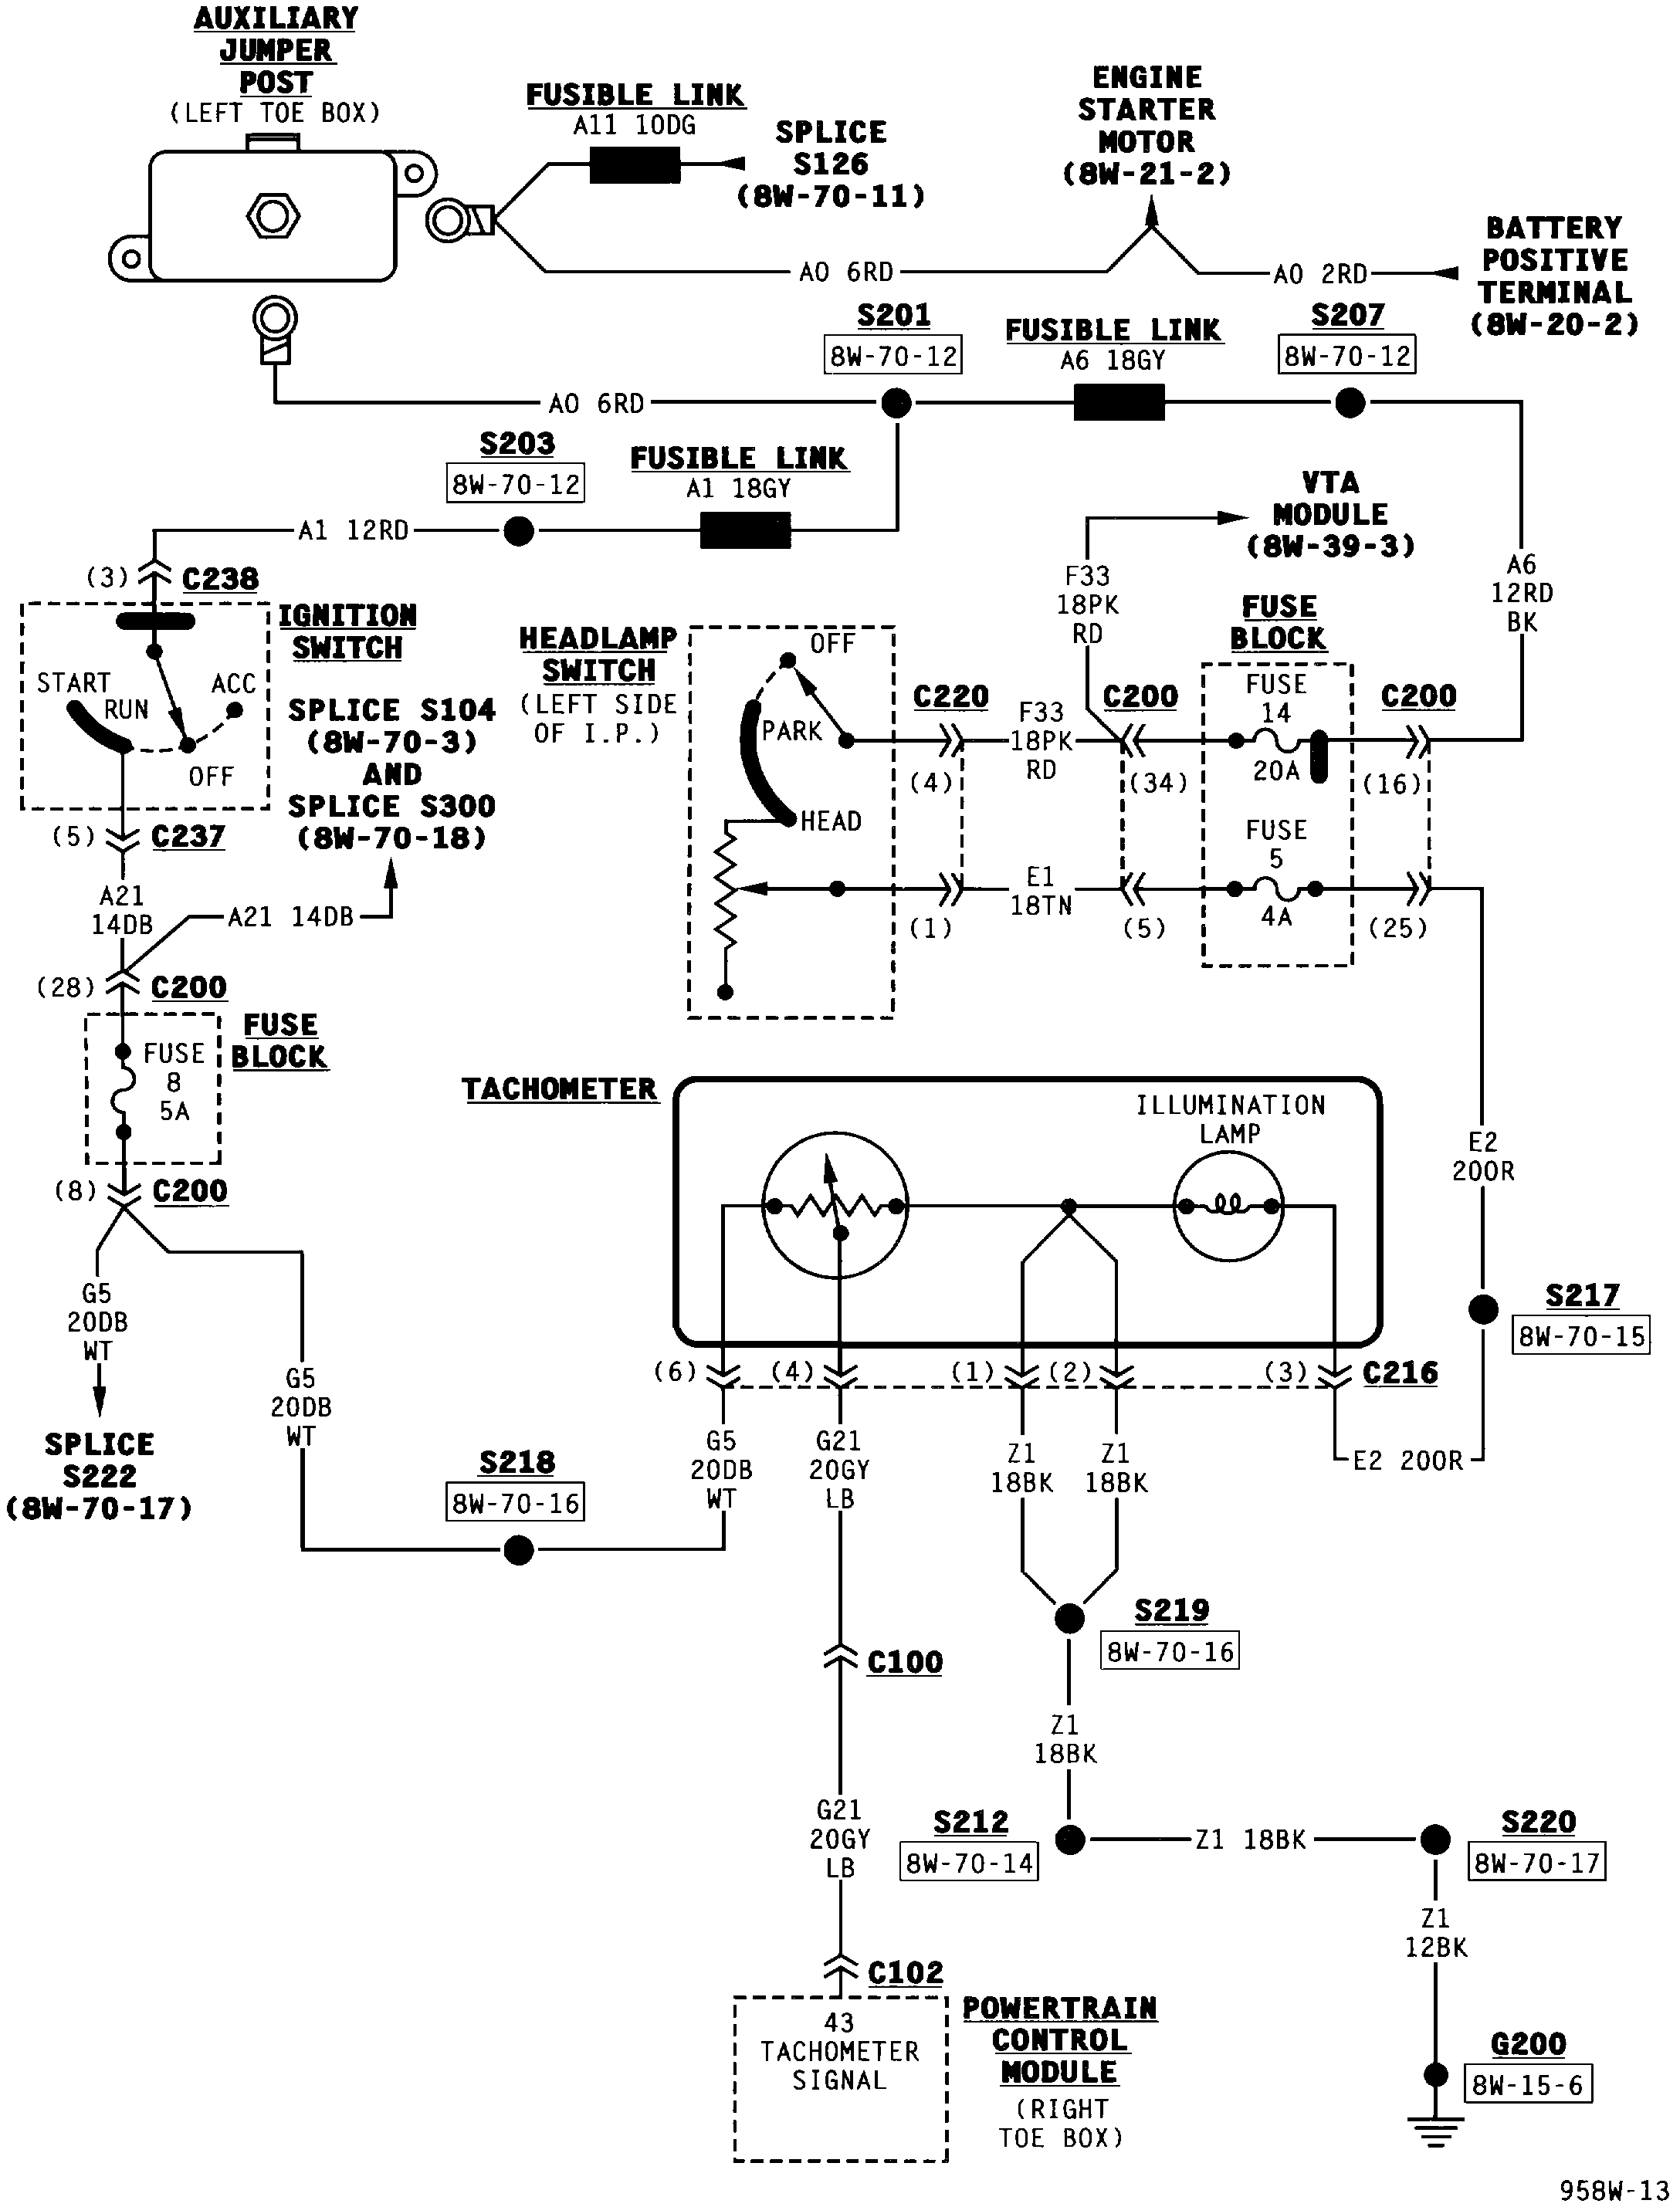 AUXILIARY
JUMPER
POST
(LEFT TOE BOX)
FUSIBLE LINK
A11 10DG
SPLICE
S126
(8W-70-11)
ENGINE
STARTER
MOTOR
(8W-21-2)
BATTERY
POSITIVE
TERMINAL
(8W-20-2)
A0 6RD
A0 2RD
S201
8W-70-12
FUSIBLE LINK
A6 18GY
S207
8W-70-12
A0 6RD
S203
8W-70-12
FUSIBLE LINK
A1 18GY
A1 12RD
VTA
MODULE
(8W-39-3)
A6
12RD
BK
(3)
C238
IGNITION
SWITCH
START
RUN
ACC
OFF
SPLICE S104
(8W-70-3)
AND
SPLICE S300
(8W-70-18)
HEADLAMP
SWITCH
(LEFT SIDE
OF I.P.)
OFF
PARK
HEAD
F33
18PK
RD
FUSE
BLOCK
C220
F33
18PK
RD
C200
FUSE
14
20A
C200
(4)
(34)
(16)
FUSE
5
4A
E1
18TN
(1)
(5)
(25)
(5)
C237
A21
14DB
A21 14DB
(28)
C200
FUSE
BLOCK
FUSE
8
5A
(8)
C200
G5
20DB
WT
SPLICE
S222
(8W-70-17)
G5
20DB
WT
TACHOMETER
ILLUMINATION
LAMP
E2
20OR
S217
8W-70-15
(6)
(4)
(1)
(2)
(3)
C216
G5
20DB
WT
G21
20GY
LB
Z1
18BK
Z1
18BK
E2 20OR
S218
8W-70-16
S219
8W-70-16
C100
Z1
18BK
G21
20GY
LB
S212
8W-70-14
Z1 18BK
S220
8W-70-17
Z1
12BK
C102
43
TACHOMETER
SIGNAL
POWERTRAIN
CONTROL
MODULE
(RIGHT
TOE BOX)
G200
8W-15-6
958W-13